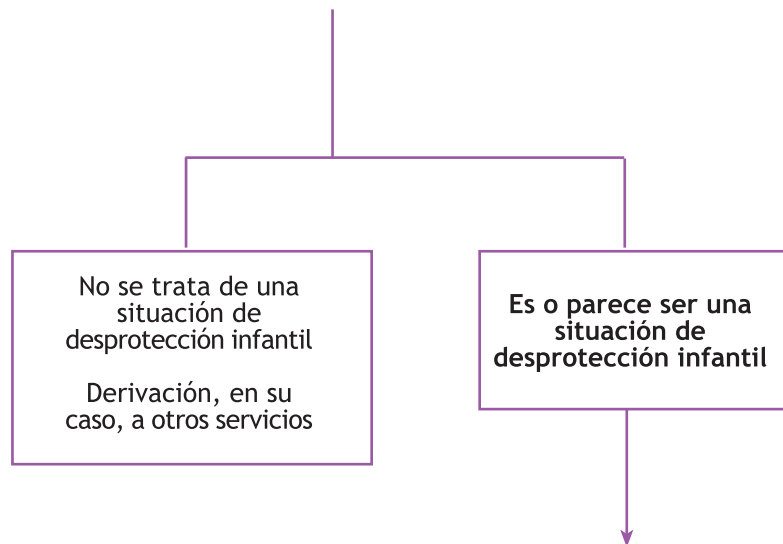 No se trata de una
situación de
desprotección infantil
Derivación, en su
caso, a otros servicios
Es o parece ser una
situación de
desprotección infantil